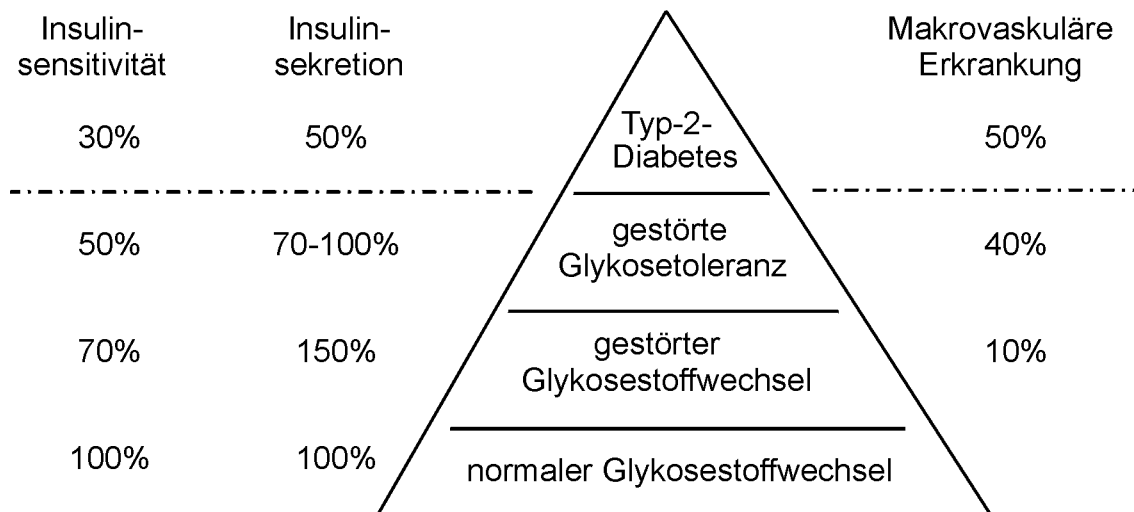 Insulin-
sensitivität
Insulin-
sekretion
Makrovaskuläre
Erkrankung
30%
50%
Typ-2-
Diabetes
50%
50%
70-100%
gestörte
Glykosetoleranz
40%
70%
150%
gestörter
Glykosestoffwechsel
10%
100%
100%
normaler Glykosestoffwechsel